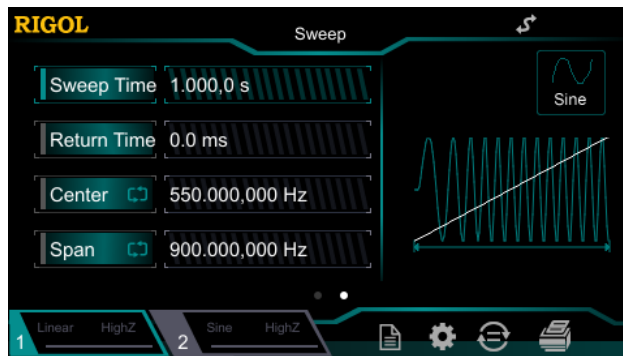 RIGOL
Sweep
Sweep Time 1.000,0 s
Sine
Return Time 0.0 ms
Center 550.000,000 Hz
Span 900.000,000 Hz
1 Linear HighZ
2 Sine HighZ